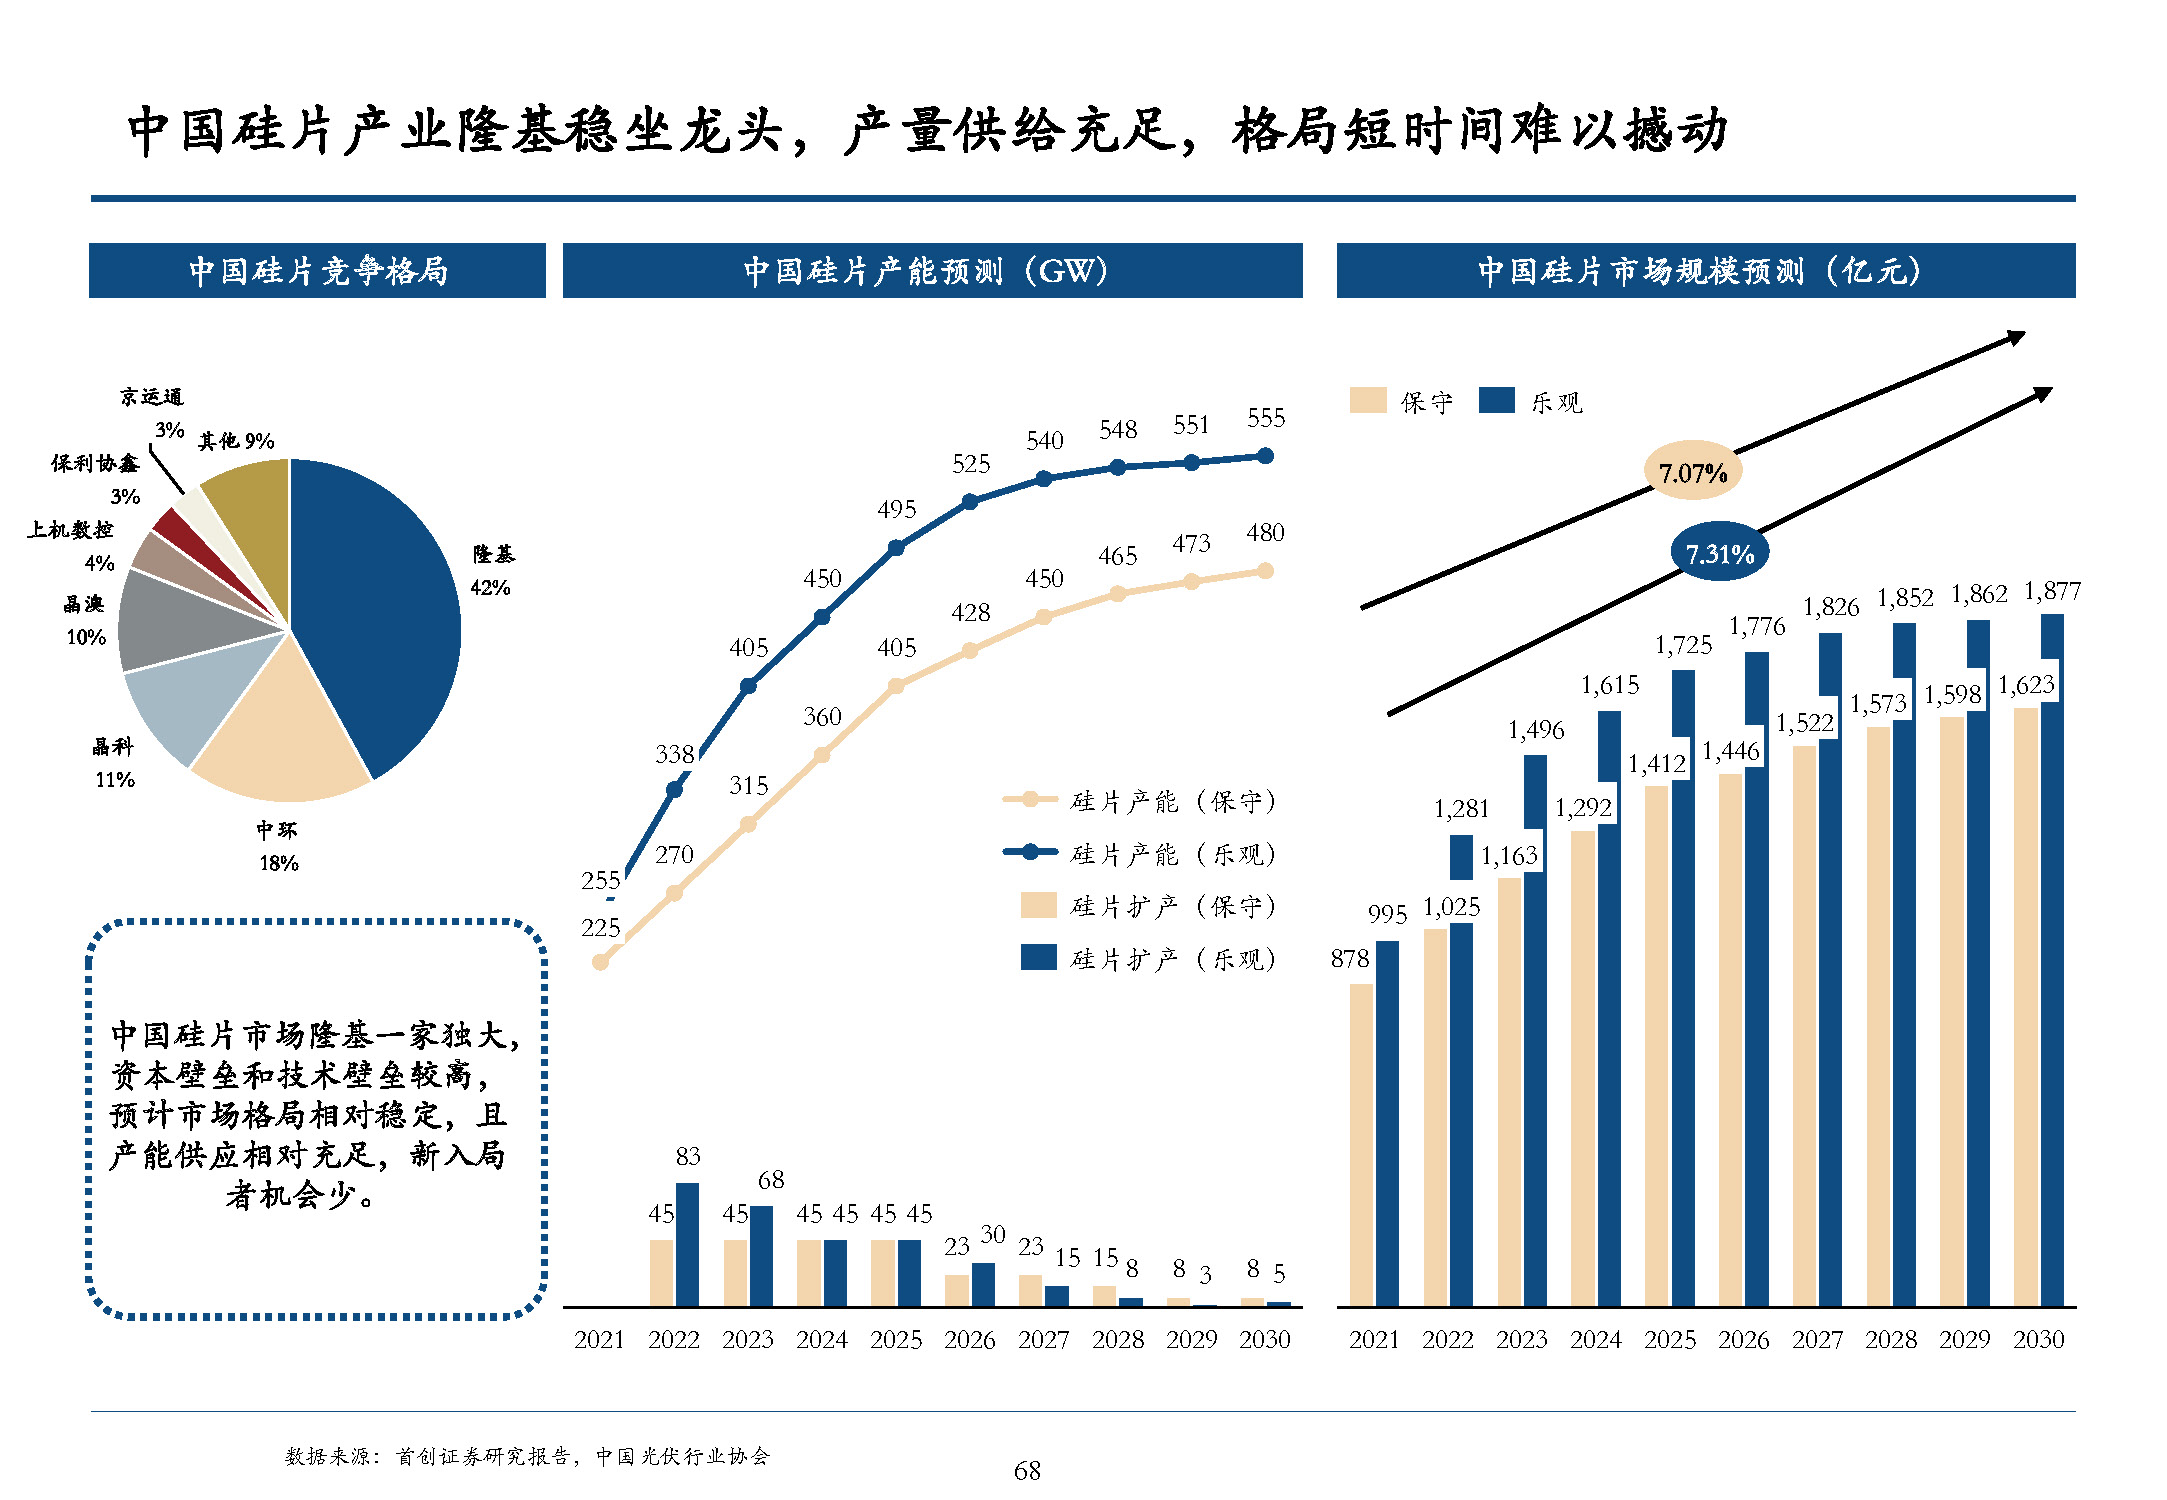 中国硅片产业隆基稳坐龙头，产量供给充足，格局短时间难以撼动
中国硅片竞争格局
京运通
3%
其他 9%
保利协鑫
3%
上机数控
4%
晶澳
10%
晶科
11%
中环
18%
隆基
42%
中国硅片市场隆基一家独大，
资本壁垒和技术壁垒较高，
预计市场格局相对稳定，且
产能供应相对充足，新入局
者机会少。
中国硅片产能预测（GW）
255 338 405 450 495 525 540 548 551 555
225 270 315 360 405 428 450 465 473 480
硅片产能（保守）
硅片产能（乐观）
硅片扩产（保守）
硅片扩产（乐观）
45 83 45 68 45 45 45 45 23 30 23 15 15 8 8 3 8 5
2021 2022 2023 2024 2025 2026 2027 2028 2029 2030
中国硅片市场规模预测（亿元）
保守 乐观
7.07%
7.31%
995 1,281 1,496 1,615 1,725 1,776 1,826 1,852 1,862 1,877
878 1,025 1,163 1,292 1,412 1,446 1,522 1,573 1,598 1,623
2021 2022 2023 2024 2025 2026 2027 2028 2029 2030
数据来源：首创证券研究报告，中国光伏行业协会
68